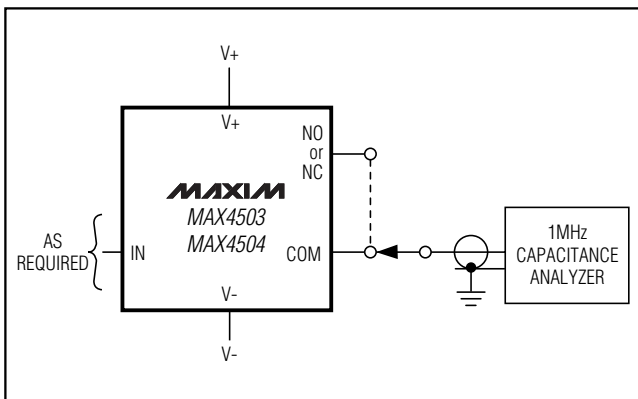 V+
V+
NO
or
NC
MAXIM
MAX4503
MAX4504
AS
REQUIRED
IN
COM
1MHz
CAPACITANCE
ANALYZER
V-
V-